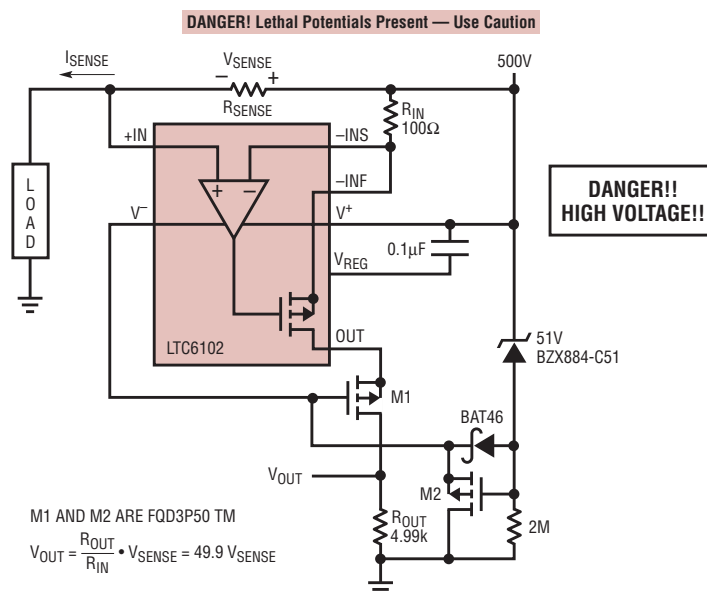 DANGER! Lethal Potentials Present — Use Caution
ISENSE
VSENSE
500V
–
+
RSENSE
RIN
100Ω
+IN
–INS
–INF
+
–
LOAD
V–
V+
DANGER!!
HIGH VOLTAGE!!
0.1µF
VREG
OUT
LTC6102
51V
BZX884-C51
M1
BAT46
VOUT
M2
M1 AND M2 ARE FQD3P50 TM
ROUT
4.99k
2M
VOUT = ROUT/RIN • VSENSE = 49.9 VSENSE